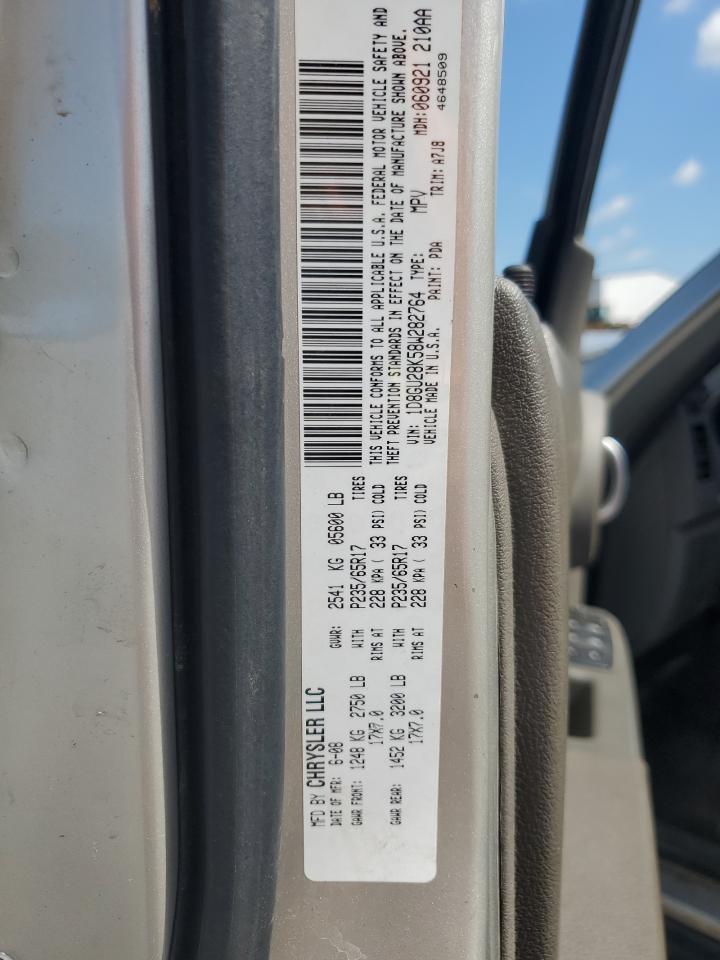 MFD BY CHRYSLER LLC
DATE OF MFR: 6-08 GVWR: 2541 KG 05600 LB
GAWR FRONT: 1248 KG 2750 LB WITH P235/65R17 TIRES
17X7.0 RIMS AT 228 KPA ( 33 PSI) COLD
GAWR REAR: 1452 KG 3200 LB WITH P235/65R17 TIRES
17X7.0 RIMS AT 228 KPA ( 33 PSI) COLD
THIS VEHICLE CONFORMS TO ALL APPLICABLE U.S.A. FEDERAL MOTOR VEHICLE SAFETY AND
THEFT PREVENTION STANDARDS IN EFFECT ON THE DATE OF MANUFACTURE SHOWN ABOVE.
VIN: 1D8GU28K58W282764 TYPE: MPV MDH:060921 210AA
VEHICLE MADE IN U.S.A. PAINT: PDA TRIM: A7J8 4648509